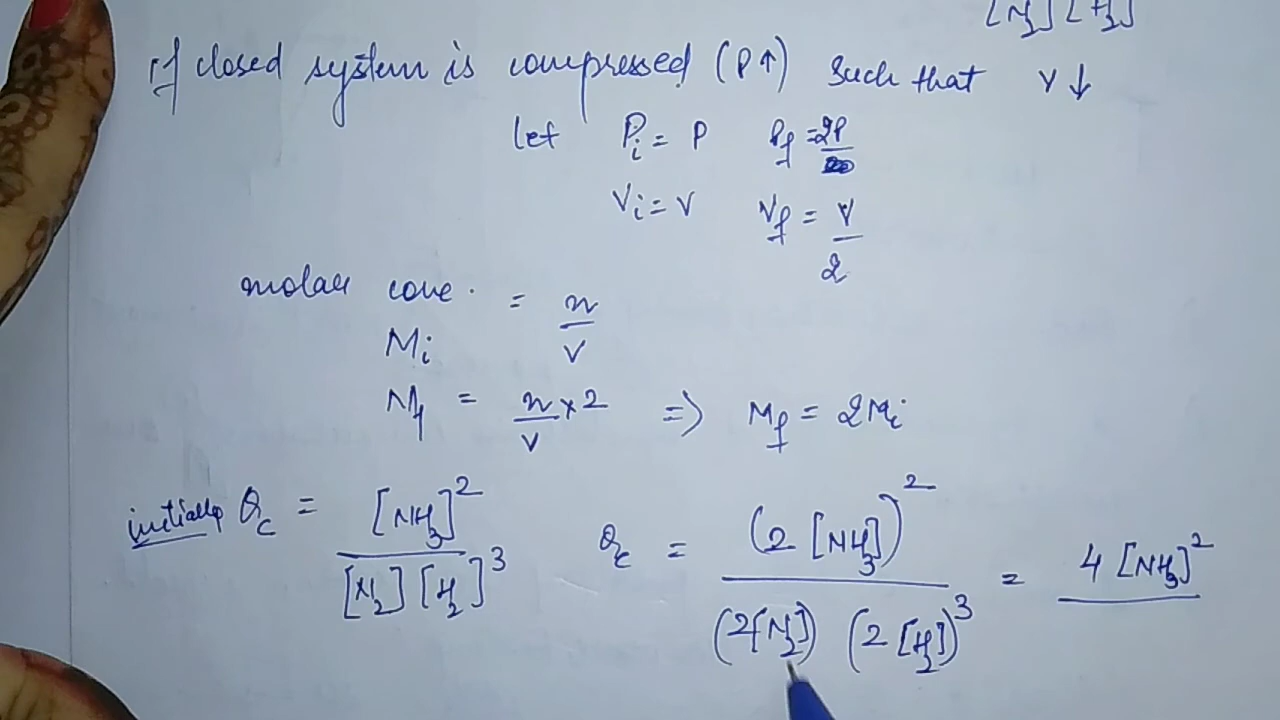 [N2] [H2]
If closed system is compressed (P↑) such that V ↓
let Pi = P Pf = 2P
Vi = V Vf = V/2
molar conc. Mi = n/V
Mf = n/V × 2 => Mf = 2Mi
initially Qc = [NH3]^2 / [N2] [H2]^3 Qc = (2 [NH3])^2 / (2[N2]) (2 [H2])^3 = 4 [NH3]^2